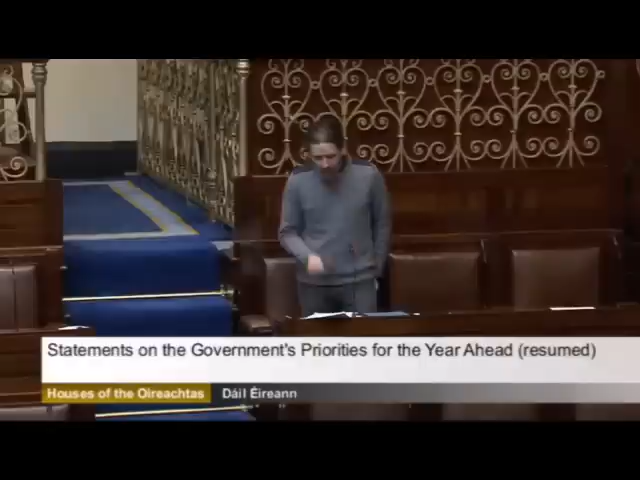 Statements on the Government's Priorities for the Year Ahead (resumed)
Houses of the Oireachtas Dáil Éireann